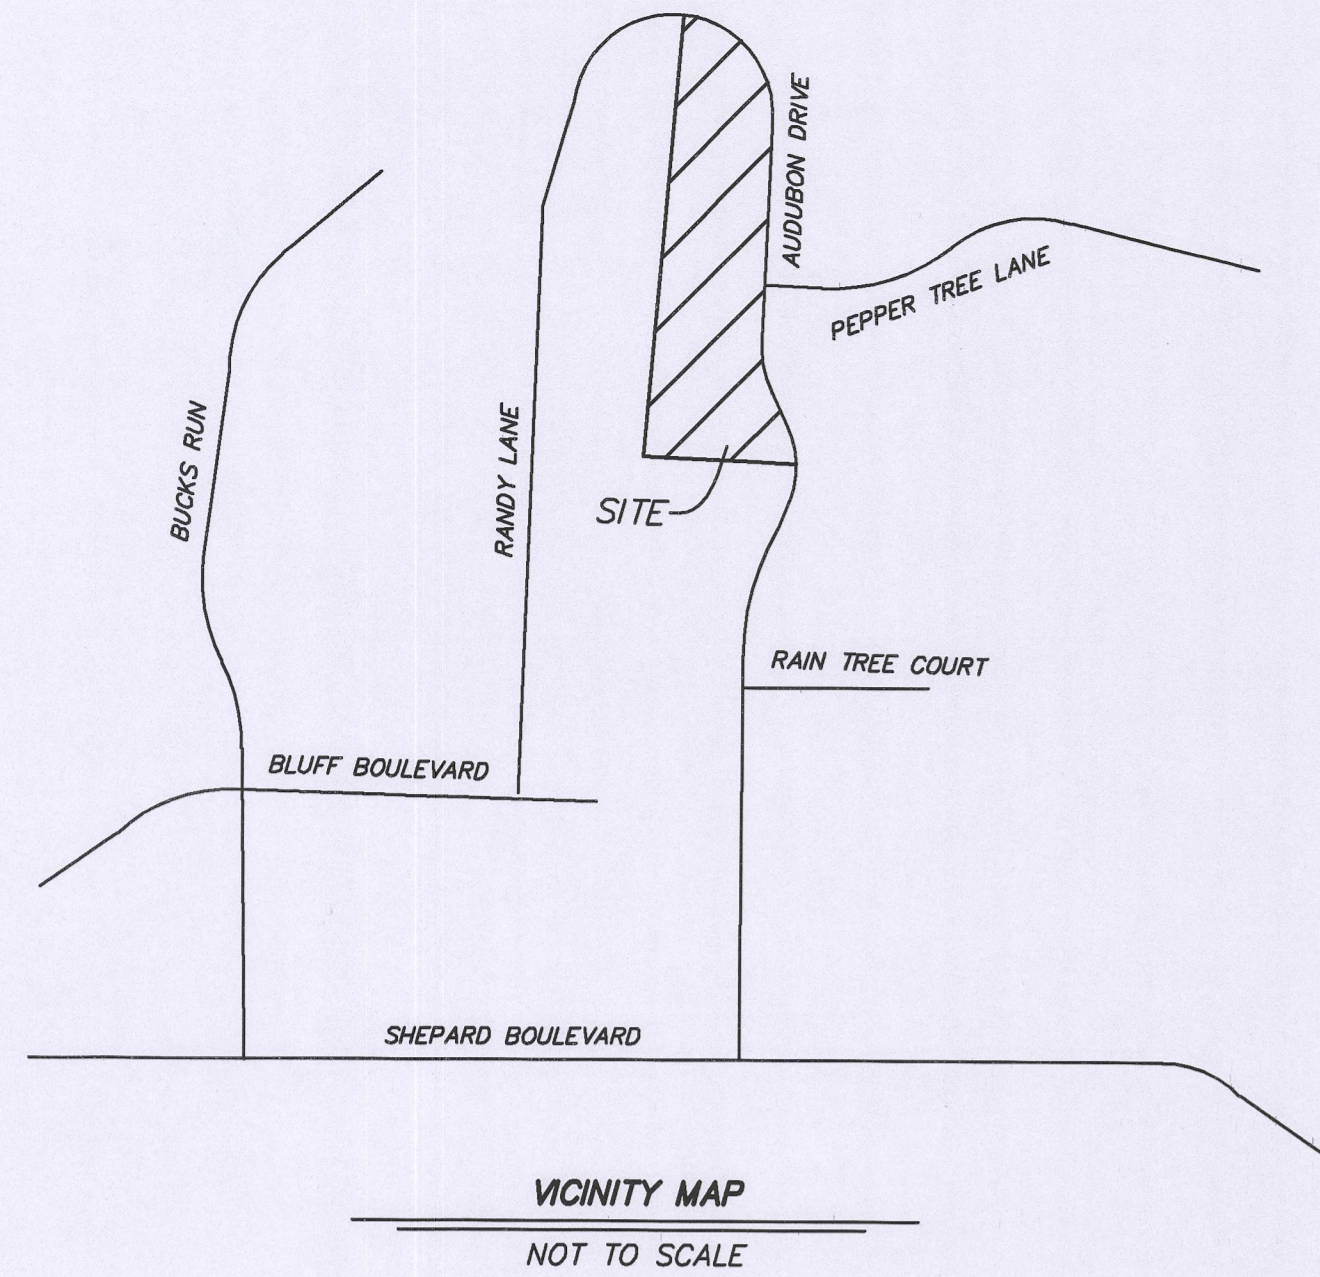 AUDUBON DRIVE
PEPPER TREE LANE
BUCKS RUN
RANDY LANE
SITE
RAIN TREE COURT
BLUFF BOULEVARD
SHEPARD BOULEVARD
VICINITY MAP
NOT TO SCALE